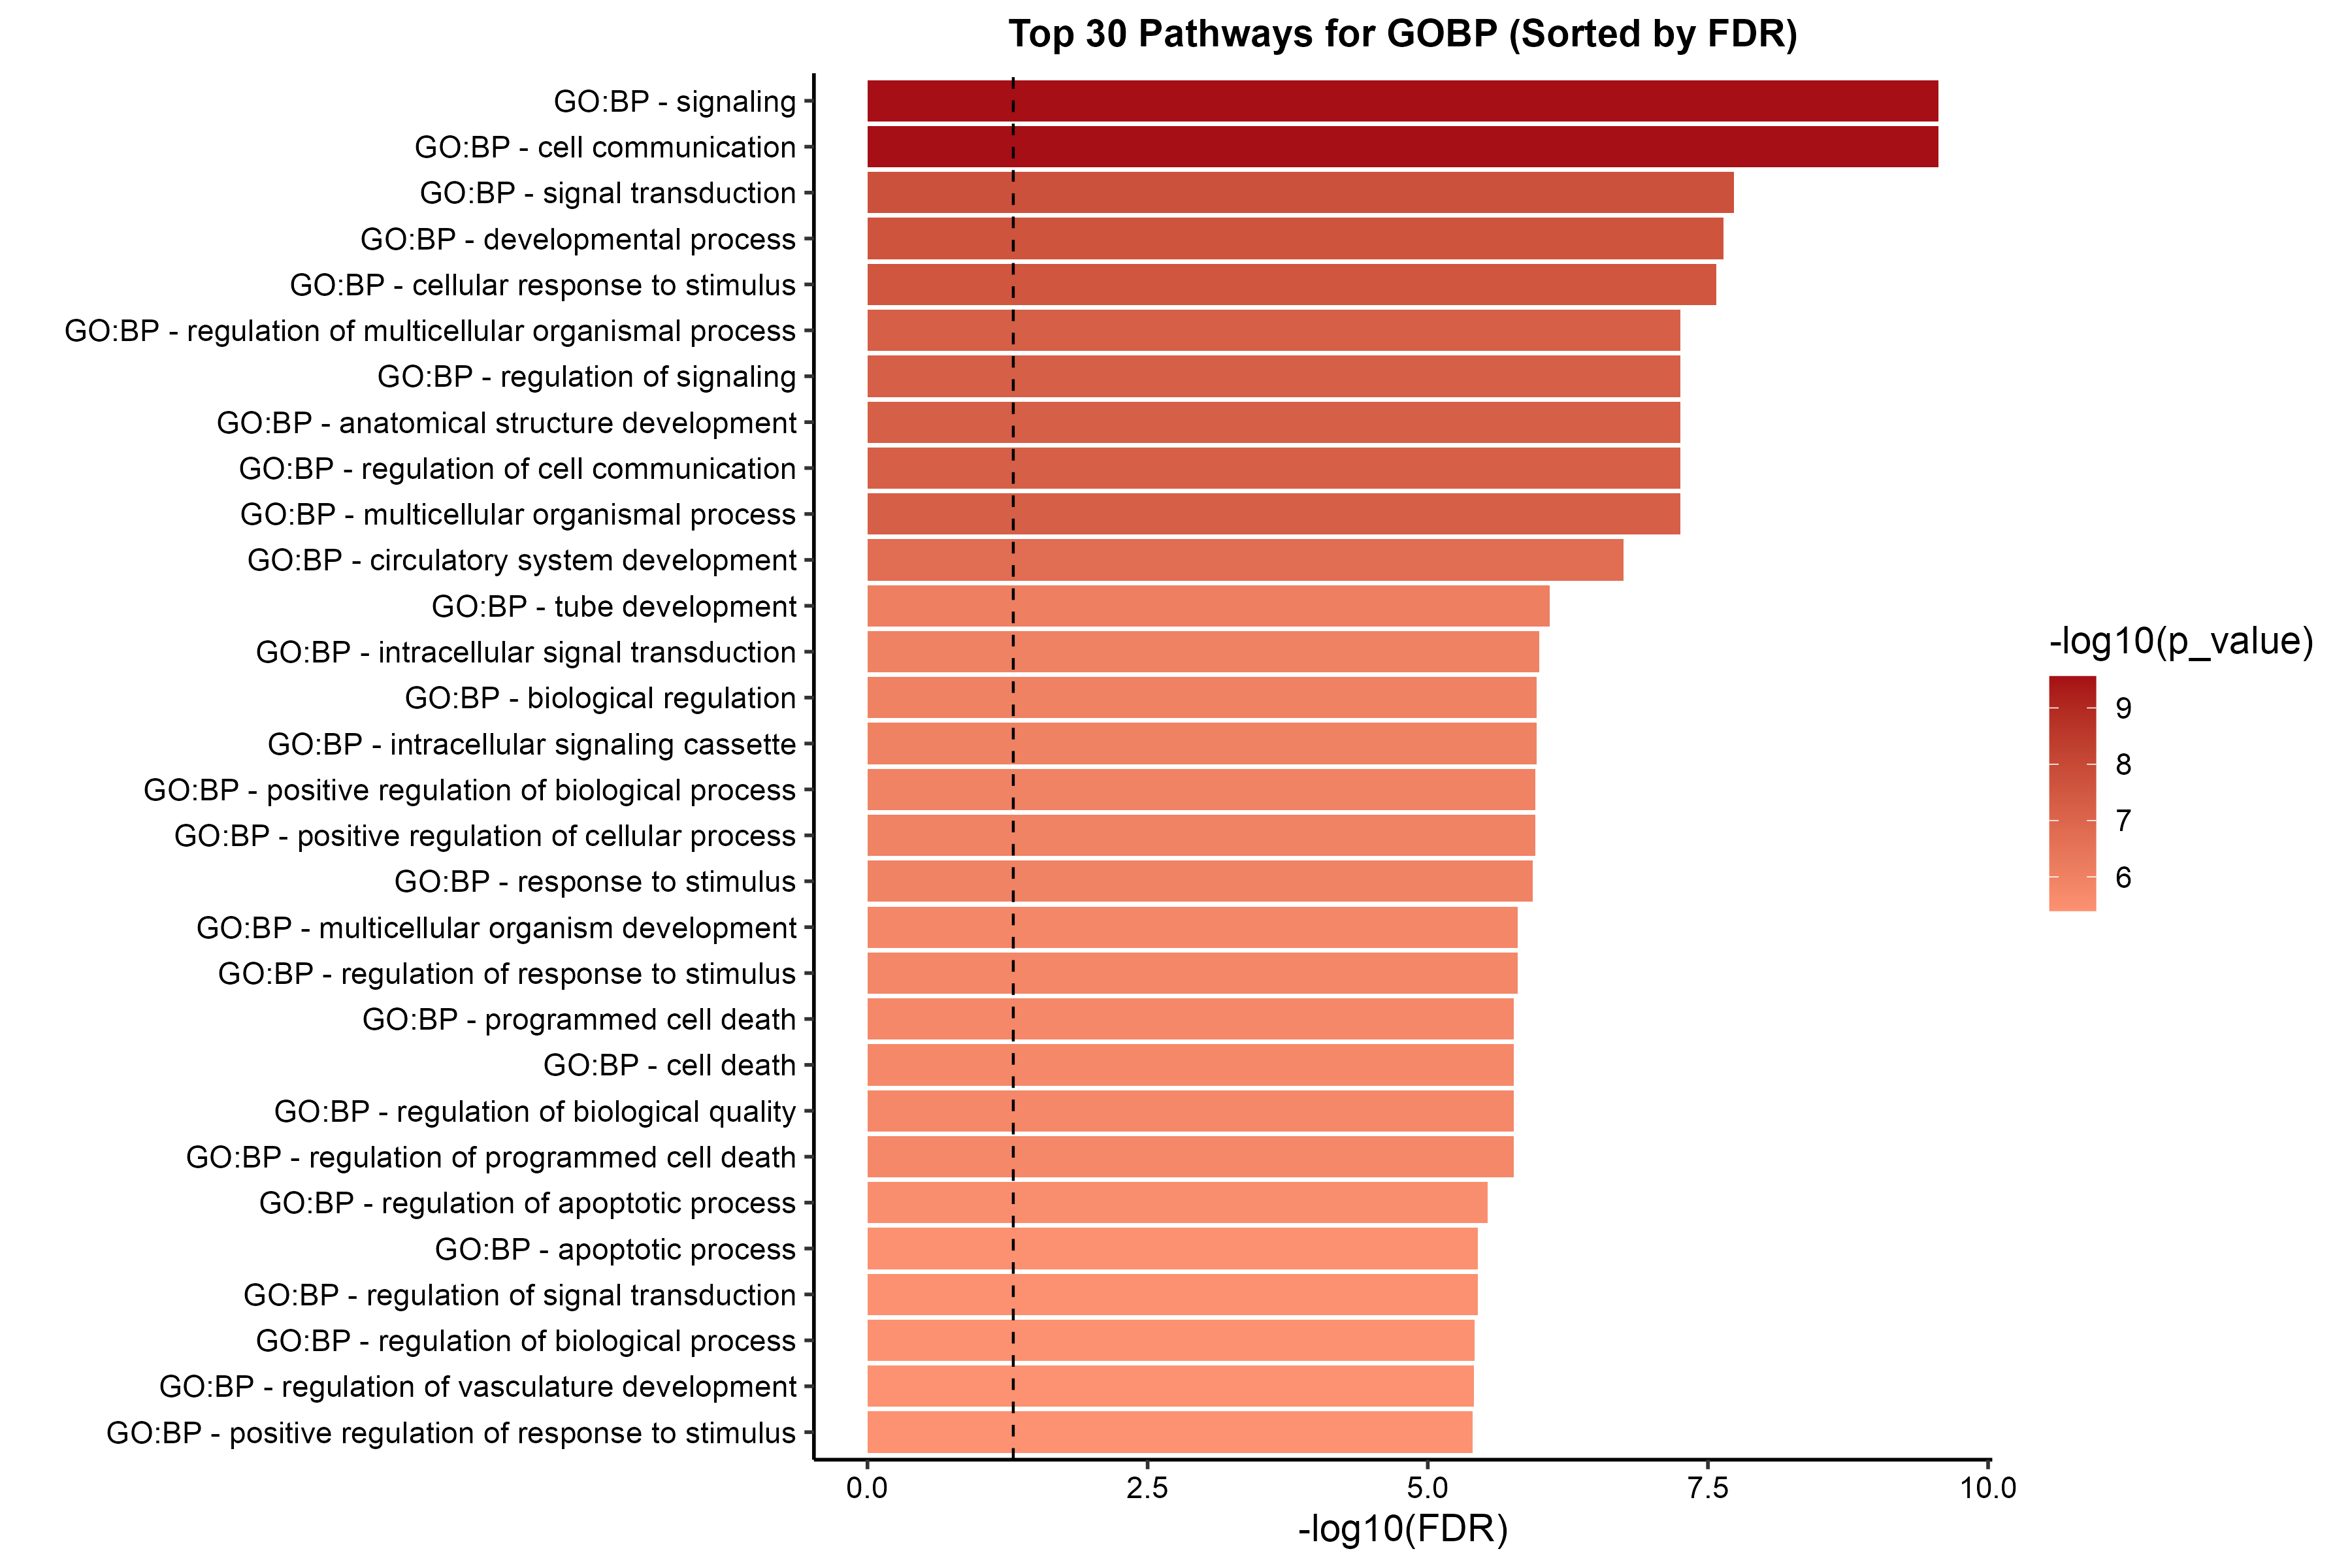 Top 30 Pathways for GOBP (Sorted by FDR)
GO:BP - signaling
GO:BP - cell communication
GO:BP - signal transduction
GO:BP - developmental process
GO:BP - cellular response to stimulus
GO:BP - regulation of multicellular organismal process
GO:BP - regulation of signaling
GO:BP - anatomical structure development
GO:BP - regulation of cell communication
GO:BP - multicellular organismal process
GO:BP - circulatory system development
GO:BP - tube development
GO:BP - intracellular signal transduction
GO:BP - biological regulation
GO:BP - intracellular signaling cassette
GO:BP - positive regulation of biological process
GO:BP - positive regulation of cellular process
GO:BP - response to stimulus
GO:BP - multicellular organism development
GO:BP - regulation of response to stimulus
GO:BP - programmed cell death
GO:BP - cell death
GO:BP - regulation of biological quality
GO:BP - regulation of programmed cell death
GO:BP - regulation of apoptotic process
GO:BP - apoptotic process
GO:BP - regulation of signal transduction
GO:BP - regulation of biological process
GO:BP - regulation of vasculature development
GO:BP - positive regulation of response to stimulus
0.0 2.5 5.0 7.5 10.0
-log10(FDR)
-log10(p_value)
9
8
7
6